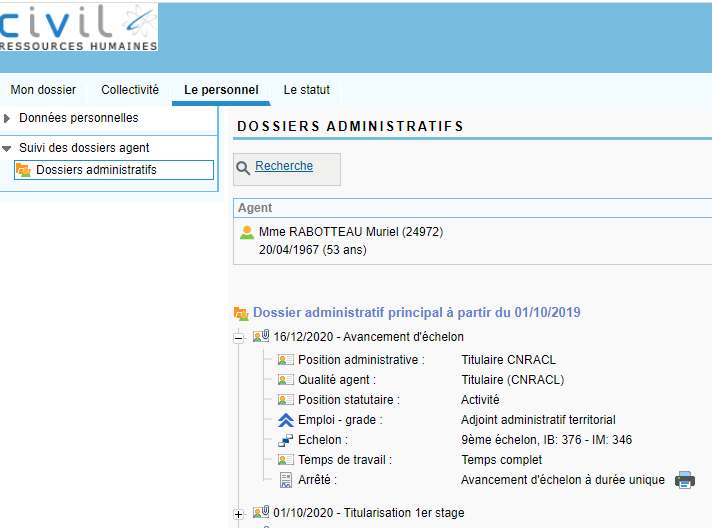 civil
RESSOURCES HUMAINES
Mon dossier Collectivité Le personnel Le statut
Données personnelles
Suivi des dossiers agent
Dossiers administratifs
DOSSIERS ADMINISTRATIFS
Recherche
Agent
Mme RABOTTEAU Muriel (24972)
20/04/1967 (53 ans)
Dossier administratif principal à partir du 01/10/2019
16/12/2020 - Avancement d'échelon
Position administrative : Titulaire CNRACL
Qualité agent : Titulaire (CNRACL)
Position statutaire : Activité
Emploi - grade : Adjoint administratif territorial
Echelon : 9ème échelon, IB: 376 - IM: 346
Temps de travail : Temps complet
Arrêté : Avancement d'échelon à durée unique
01/10/2020 - Titularisation 1er stage